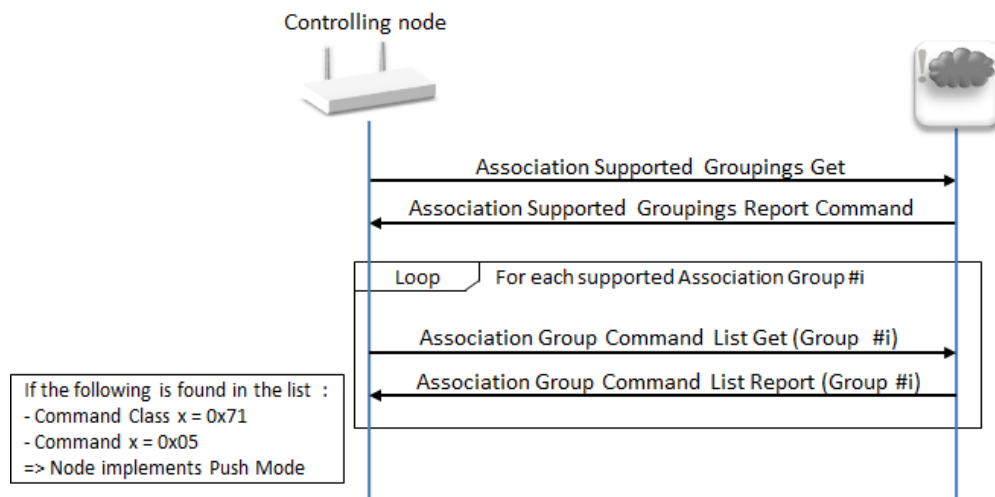 Controlling node
!
Association Supported Groupings Get
Association Supported Groupings Report Command
Loop
For each supported Association Group #i
Association Group Command List Get (Group #i)
Association Group Command List Report (Group #i)
If the following is found in the list :
- Command Class x = 0x71
- Command x = 0x05
=> Node implements Push Mode